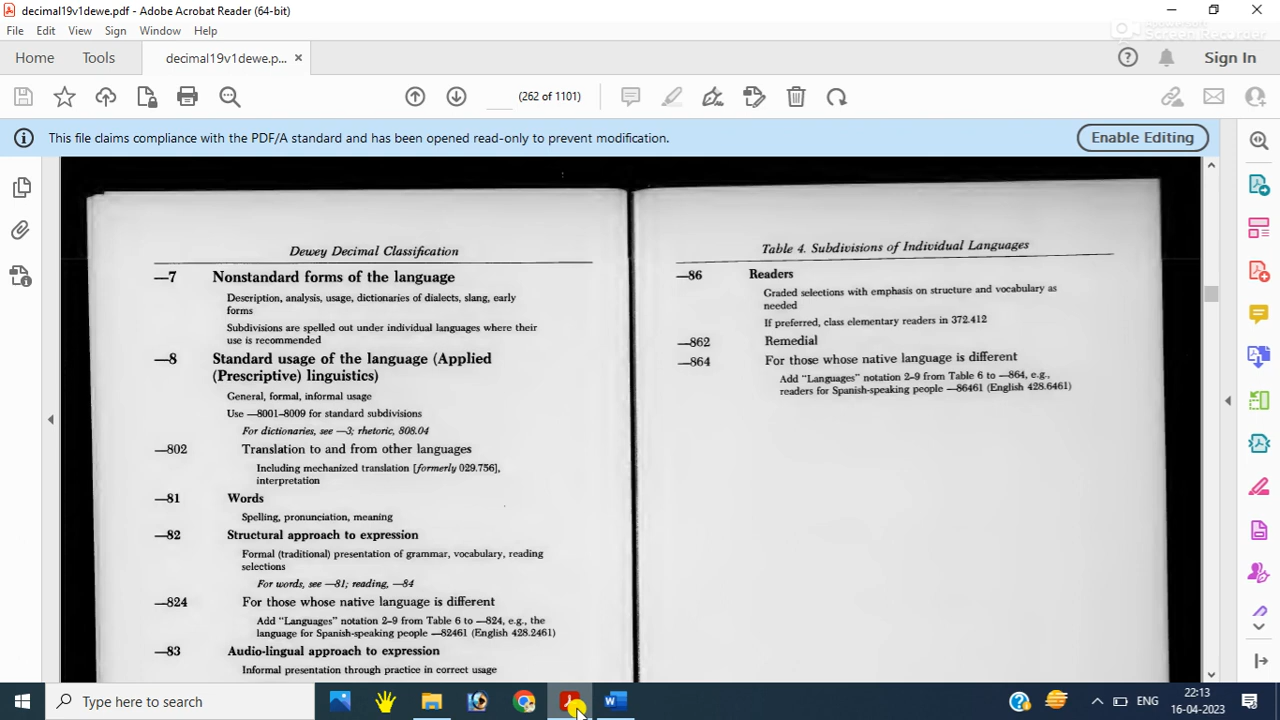 decimal19v1dewe.pdf - Adobe Acrobat Reader (64-bit)
File Edit View Sign Window Help
Home Tools decimal19v1dewe.p... × Sign In
(262 of 1101)
This file claims compliance with the PDF/A standard and has been opened read-only to prevent modification. Enable Editing
Dewey Decimal Classification
—7 Nonstandard forms of the language
Description, analysis, usage, dictionaries of dialects, slang, early
forms
Subdivisions are spelled out under individual languages where their
use is recommended
—8 Standard usage of the language (Applied
(Prescriptive) linguistics)
General, formal, informal usage
Use —8001–8009 for standard subdivisions
For dictionaries, see —3; rhetoric, 808.04
—802 Translation to and from other languages
Including mechanized translation [formerly 029.756],
interpretation
—81 Words
Spelling, pronunciation, meaning
—82 Structural approach to expression
Formal (traditional) presentation of grammar, vocabulary, reading
selections
For words, see —81; reading, —84
—824 For those whose native language is different
Add “Languages” notation 2–9 from Table 6 to —824, e.g., the
language for Spanish-speaking people —82461 (English 428.2461)
—83 Audio-lingual approach to expression
Informal presentation through practice in correct usage
Table 4. Subdivisions of Individual Languages
—86 Readers
Graded selections with emphasis on structure and vocabulary as
needed
If preferred, class elementary readers in 372.412
—862 Remedial
—864 For those whose native language is different
Add “Languages” notation 2–9 from Table 6 to —864, e.g.,
readers for Spanish-speaking people —86461 (English 428.6461)
Type here to search
ENG
22:13
16-04-2023